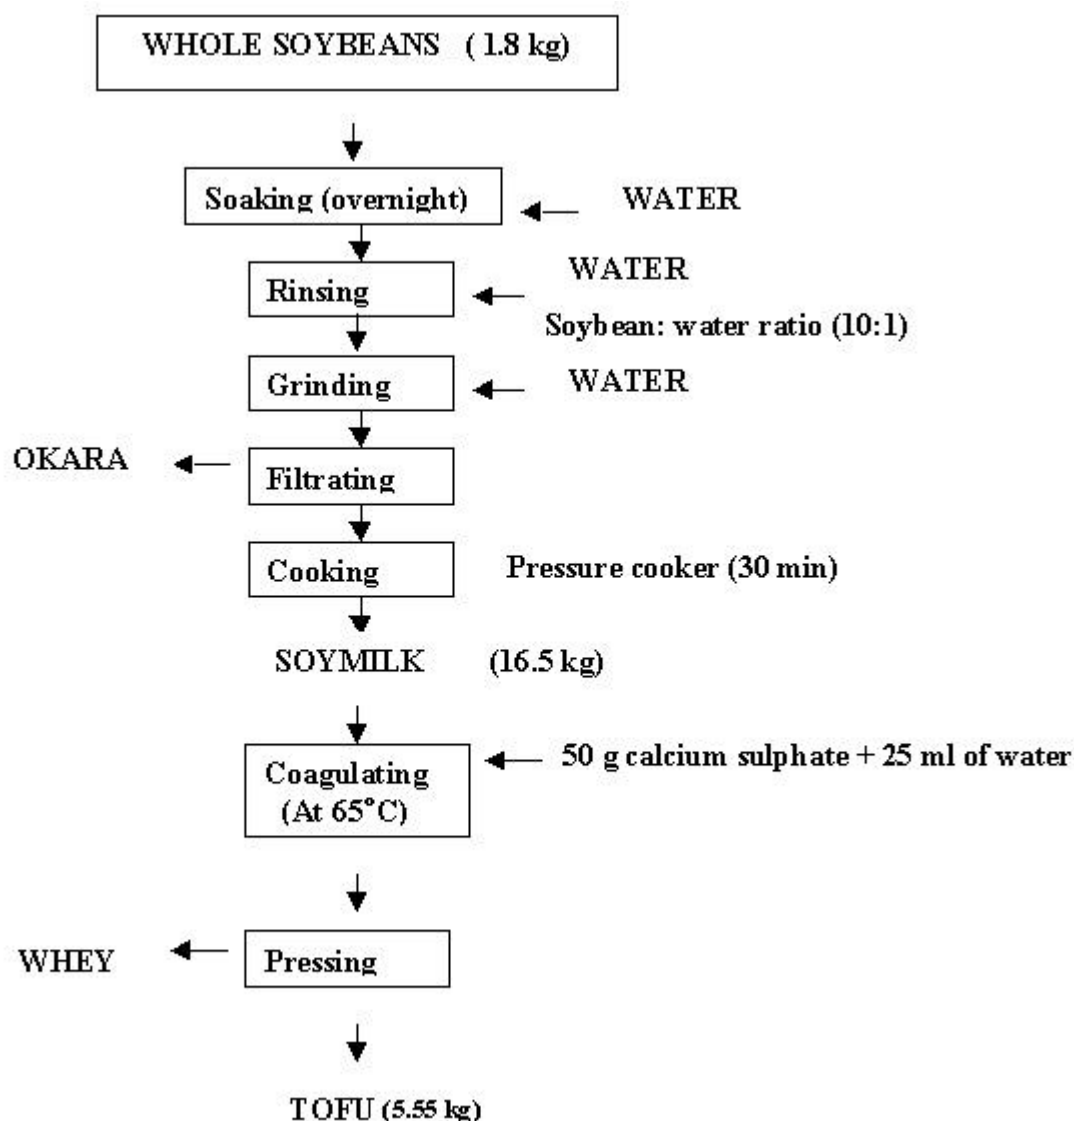 WHOLE SOYBEANS ( 1.8 kg)
Soaking (overnight)
WATER
Rinsing
WATER
Soybean: water ratio (10:1)
Grinding
WATER
OKARA
Filtrating
Cooking
Pressure cooker (30 min)
SOYMILK (16.5 kg)
Coagulating
(At 65°C)
50 g calcium sulphate + 25 ml of water
WHEY
Pressing
TOFU (5.55 kg)